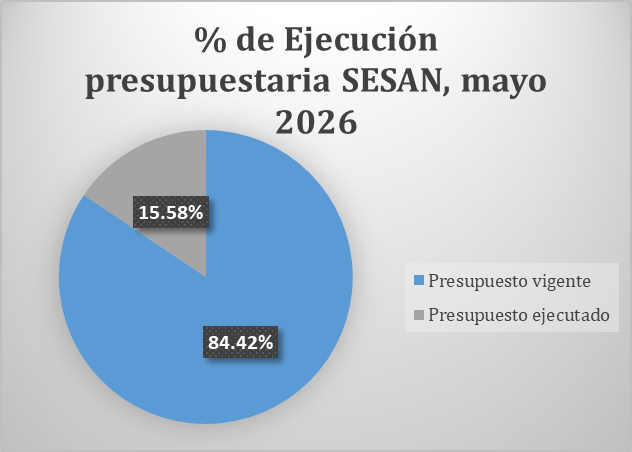 % de Ejecución
presupuestaria SESAN, mayo
2026
15.58%
84.42%
Presupuesto vigente
Presupuesto ejecutado